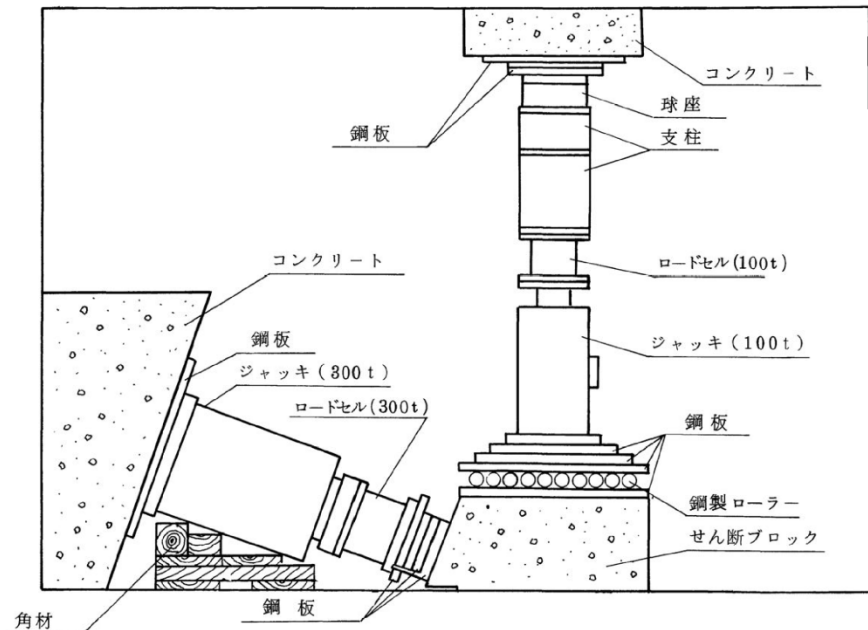 コンクリート
球座
鋼板
支柱
コンクリート
ロードセル(100t)
鋼板
ジャッキ(100t)
ジャッキ(300t)
ロードセル(300t)
鋼板
鋼製ローラー
せん断ブロック
鋼板
角材